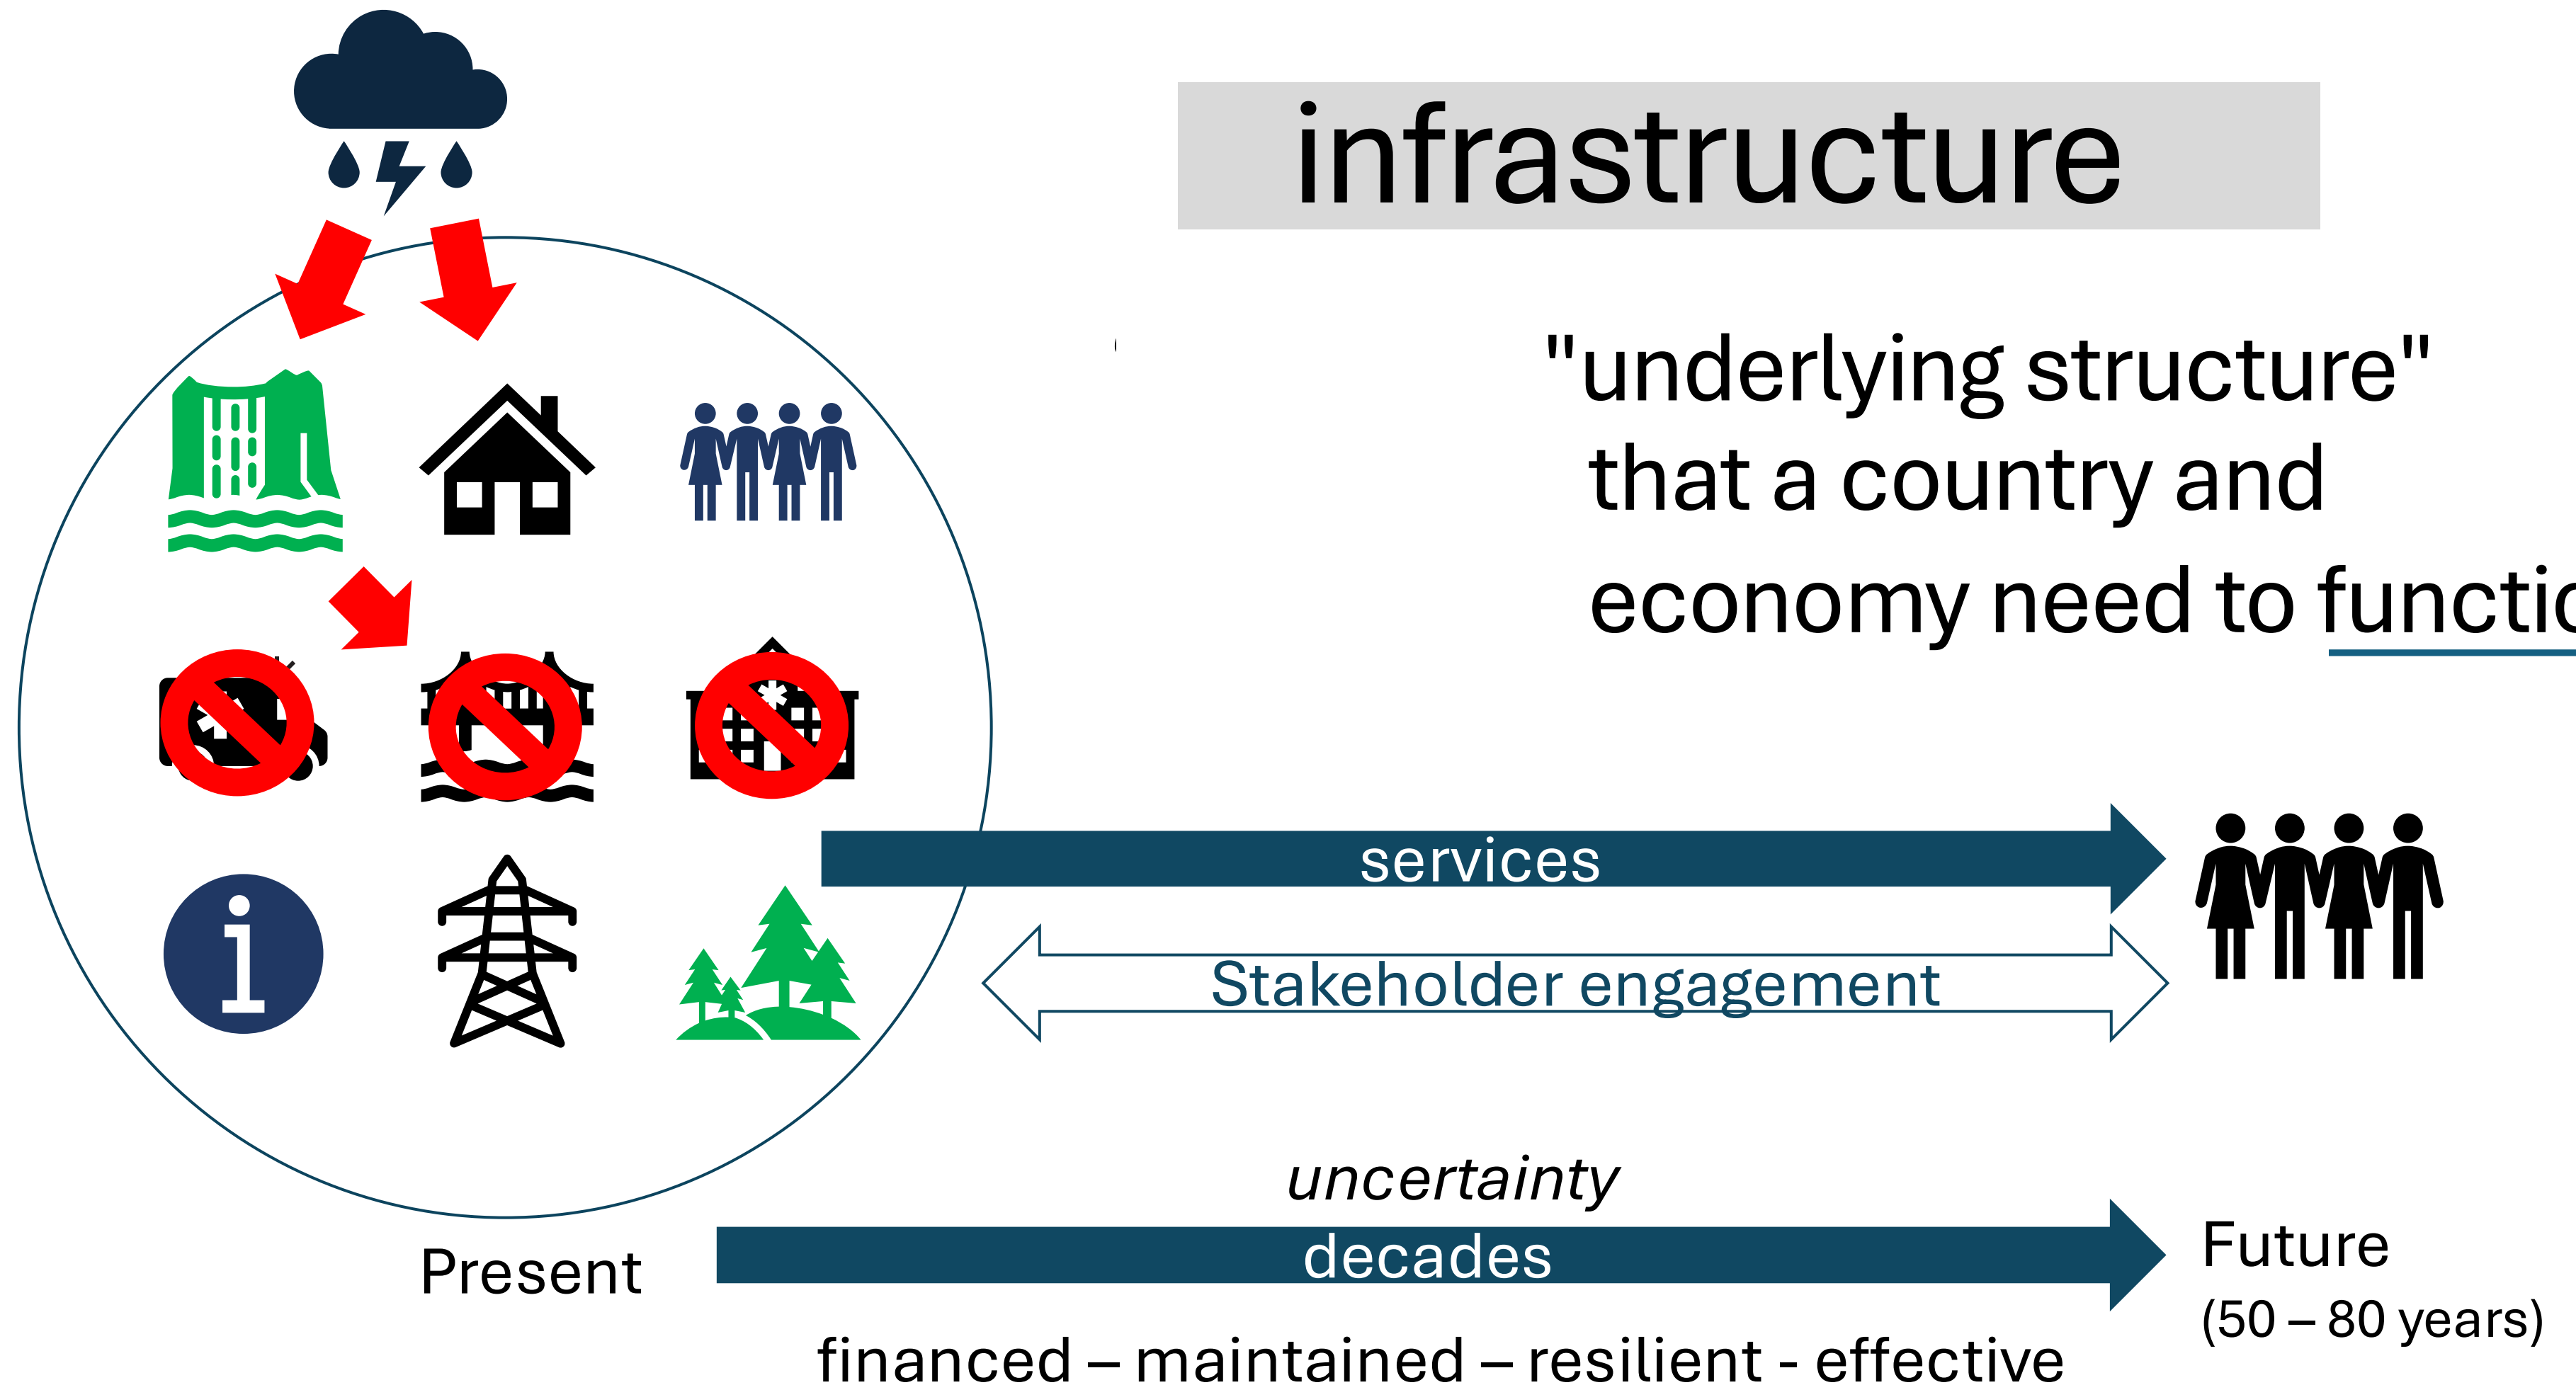 infrastructure
"underlying structure"
that a country and
economy need to functio
services
Stakeholder engagement
uncertainty
decades
Present
Future
(50 – 80 years)
financed – maintained – resilient - effective